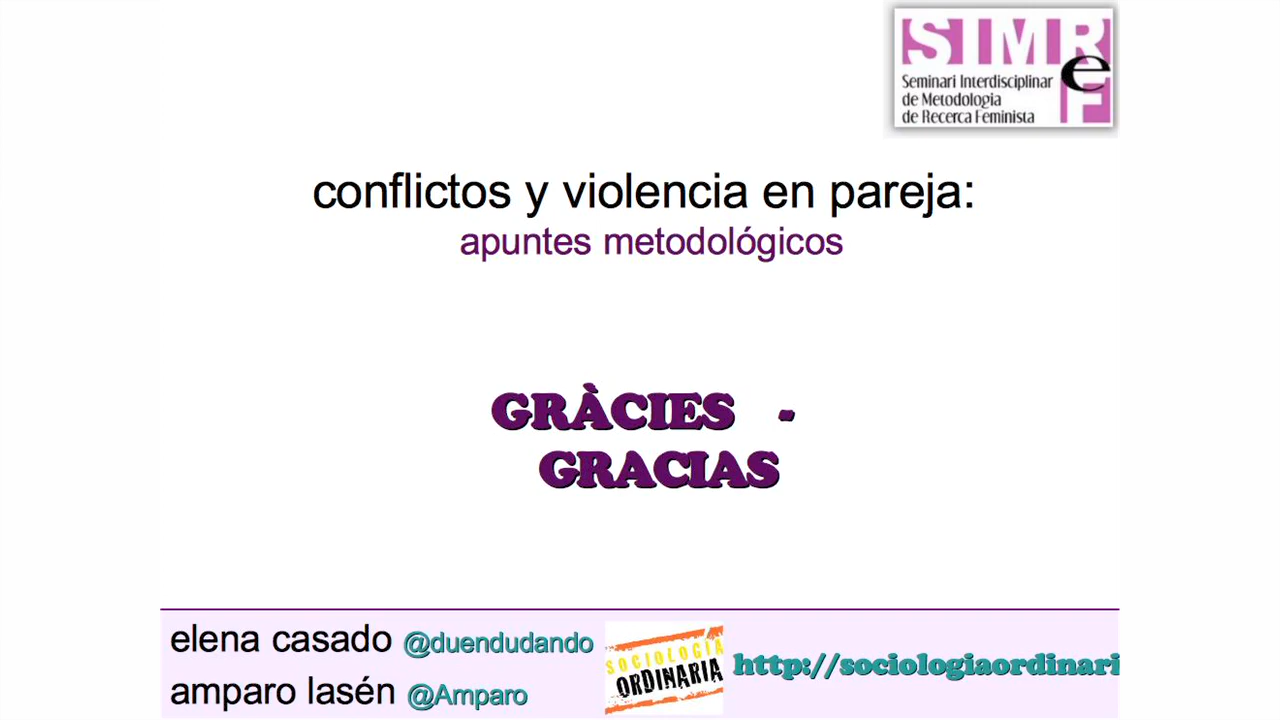 SIMReF
Seminari Interdisciplinar
de Metodologia
de Recerca Feminista
conflictos y violencia en pareja:
apuntes metodológicos
GRÀCIES -
GRACIAS
elena casado @duendudando
amparo lasén @Amparo
SOCIOLOGIA
ORDINARIA
http://sociologiaordinari